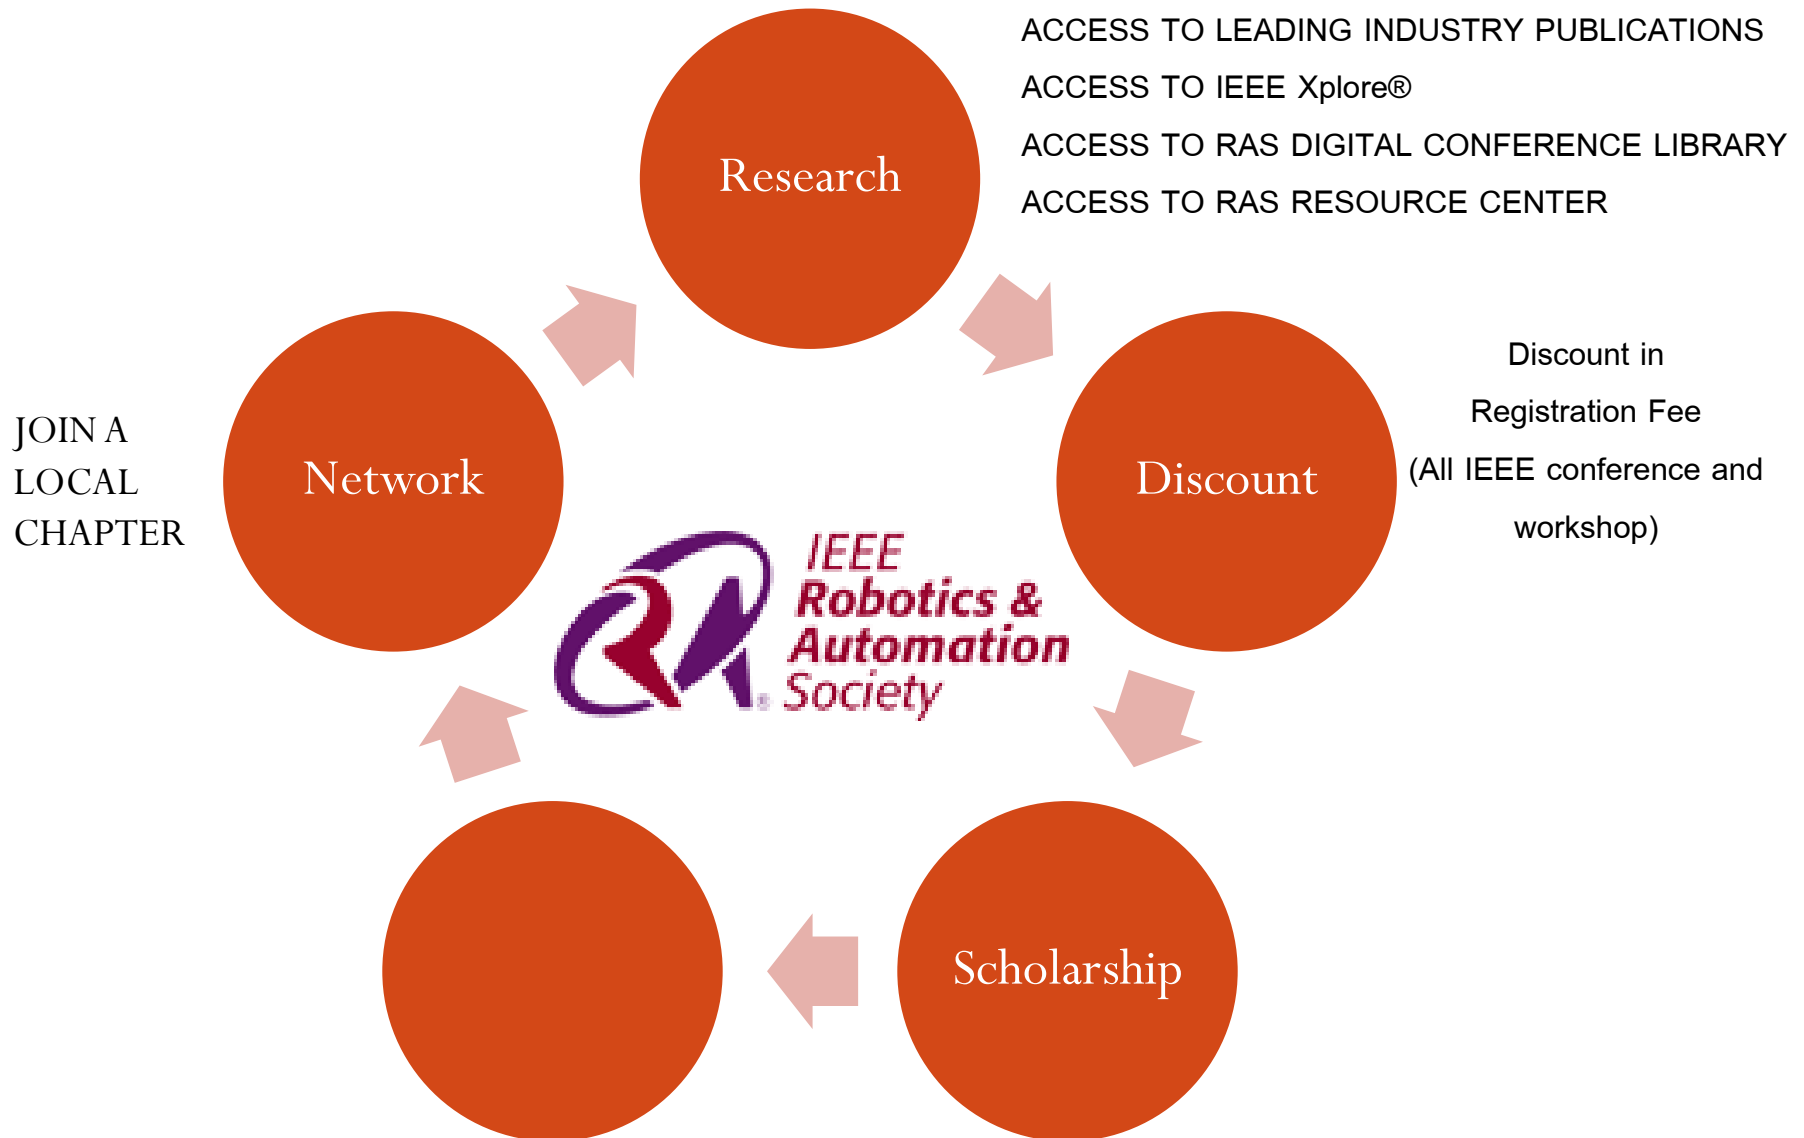 Research
ACCESS TO LEADING INDUSTRY PUBLICATIONS
ACCESS TO IEEE Xplore®
ACCESS TO RAS DIGITAL CONFERENCE LIBRARY
ACCESS TO RAS RESOURCE CENTER
Discount
Discount in
Registration Fee
(All IEEE conference and
workshop)
Scholarship
Network
JOIN A
LOCAL
CHAPTER
IEEE
Robotics &
Automation
Society
®